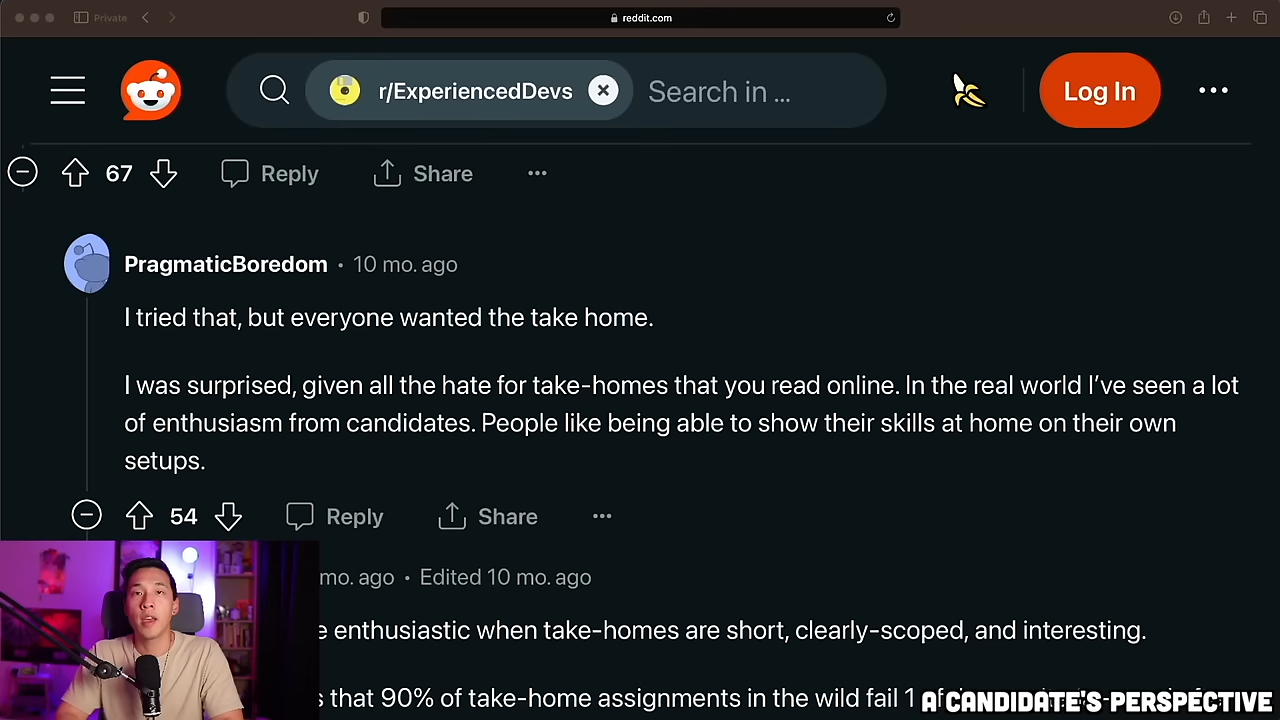 Private
reddit.com
r/ExperiencedDevs
Search in ...
Log In
67
Reply
Share
PragmaticBoredom • 10 mo. ago
I tried that, but everyone wanted the take home.
I was surprised, given all the hate for take-homes that you read online. In the real world I’ve seen a lot
of enthusiasm from candidates. People like being able to show their skills at home on their own
setups.
54
Reply
Share
mo. ago • Edited 10 mo. ago
enthusiastic when take-homes are short, clearly-scoped, and interesting.
that 90% of take-home assignments in the wild fail 1
A CANDIDATE'S PERSPECTIVE